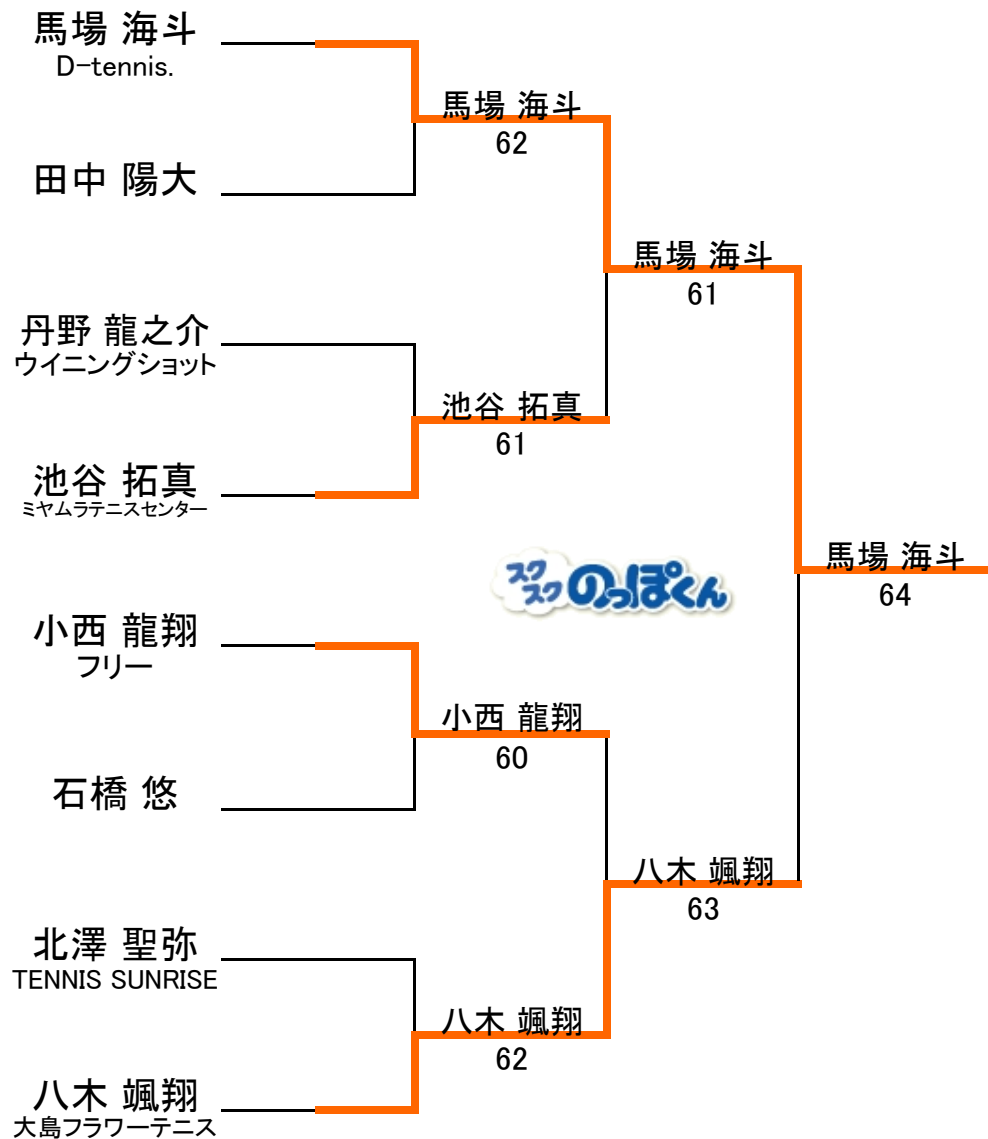 馬場 海斗
D-tennis.
田中 陽大
丹野 龍之介
ウイニングショット
池谷 拓真
ミヤムラテニスセンター
小西 龍翔
フリー
石橋 悠
北澤 聖弥
TENNIS SUNRISE
八木 颯翔
大島フラワーテニス
馬場 海斗
62
池谷 拓真
61
小西 龍翔
60
八木 颯翔
62
馬場 海斗
61
八木 颯翔
63
馬場 海斗
64
スク
スク
のっぽくん